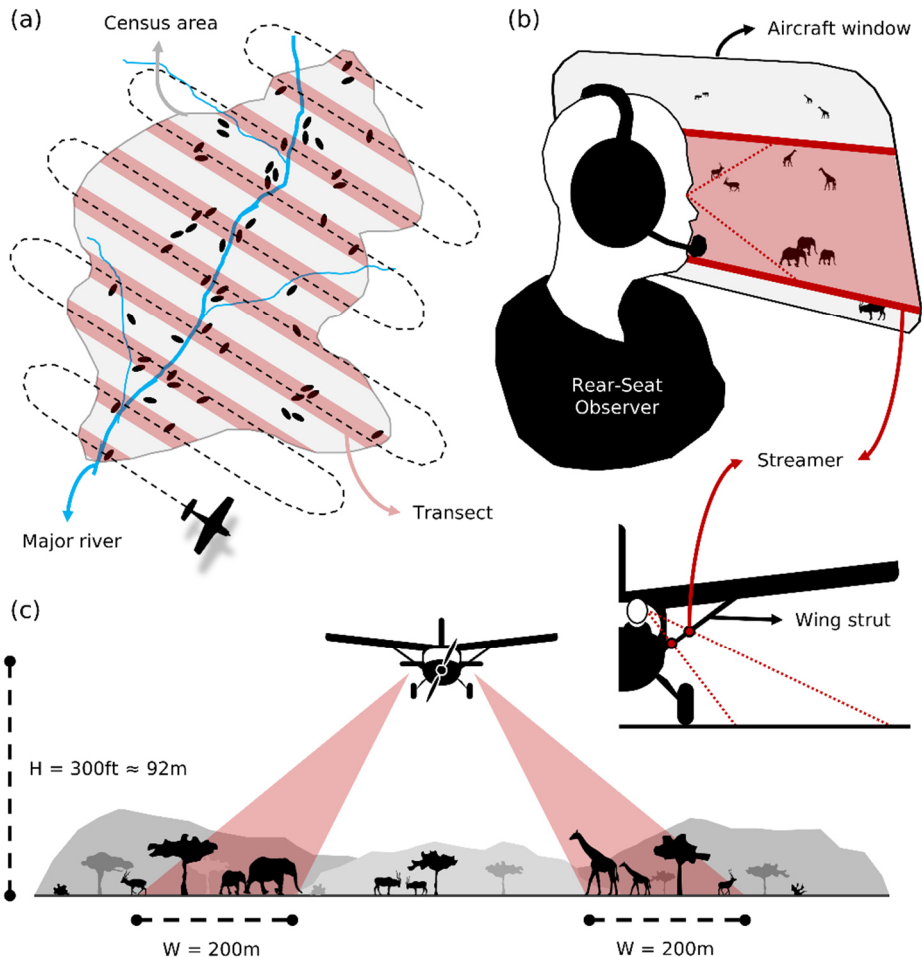 (a)
Census area
Major river
Transect
(b)
Aircraft window
Rear-Seat
Observer
Streamer
Wing strut
(c)
H = 300ft ≈ 92m
W = 200m
W = 200m